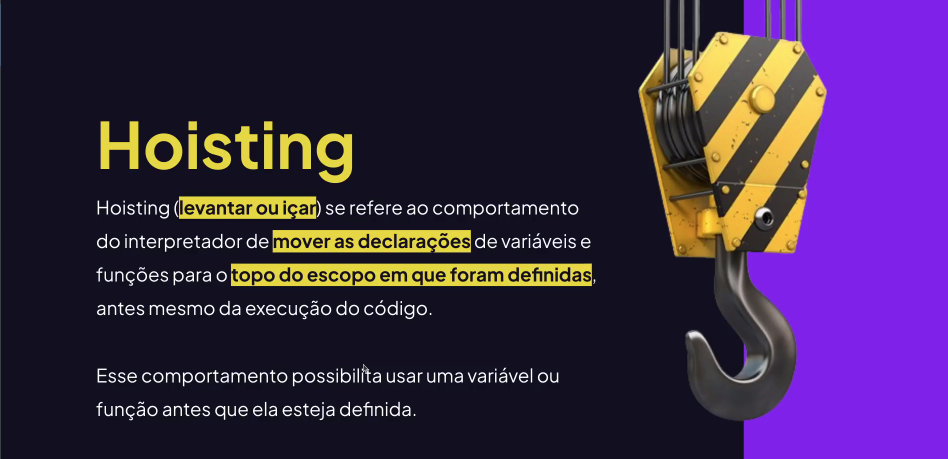 Hoisting
Hoisting (levantar ou içar) se refere ao comportamento
do interpretador de mover as declarações de variáveis e
funções para o topo do escopo em que foram definidas,
antes mesmo da execução do código.
Esse comportamento possibilita usar uma variável ou
função antes que ela esteja definida.